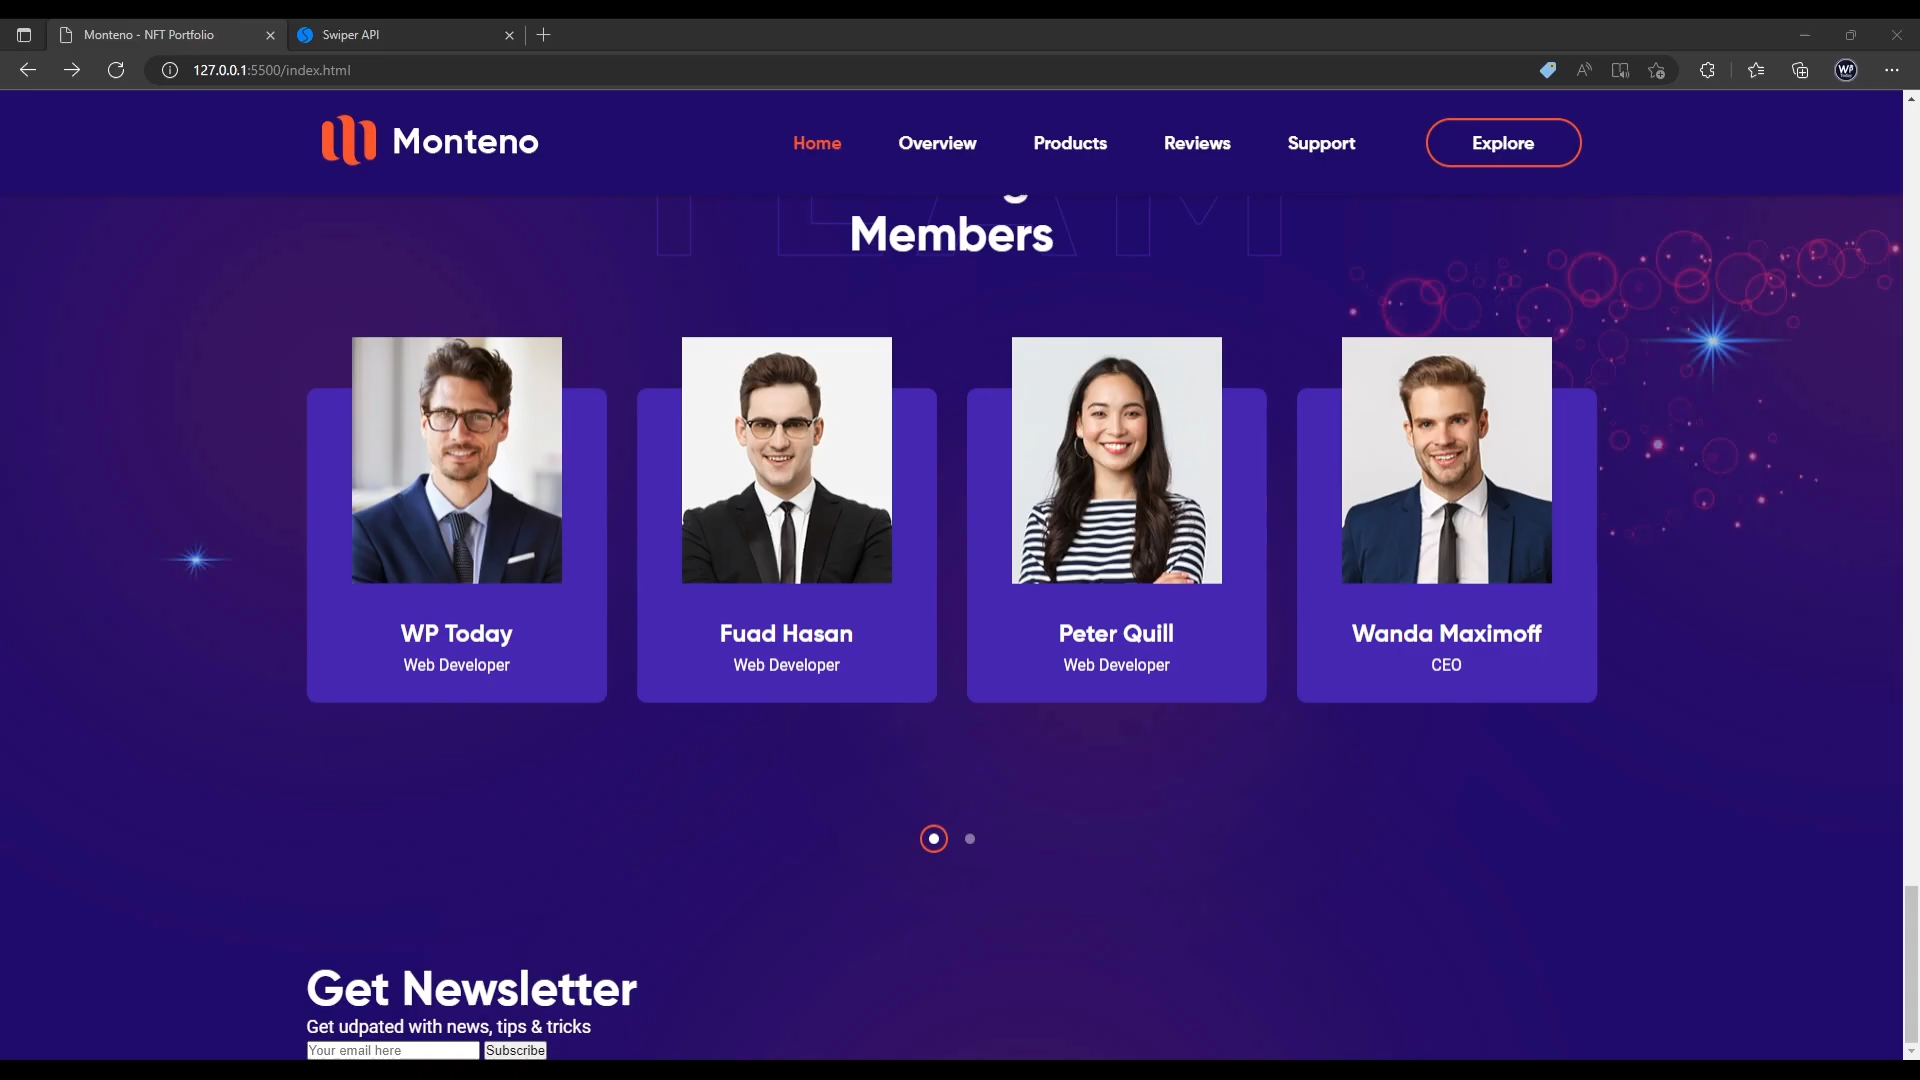 Monteno - NFT Portfolio
Swiper API
127.0.0.1:5500/index.html
WP
Monteno
Home
Overview
Products
Reviews
Support
Explore
TEAM
Members
WP Today
Web Developer
Fuad Hasan
Web Developer
Peter Quill
Web Developer
Wanda Maximoff
CEO
Get Newsletter
Get udpated with news, tips & tricks
Your email here
Subscribe